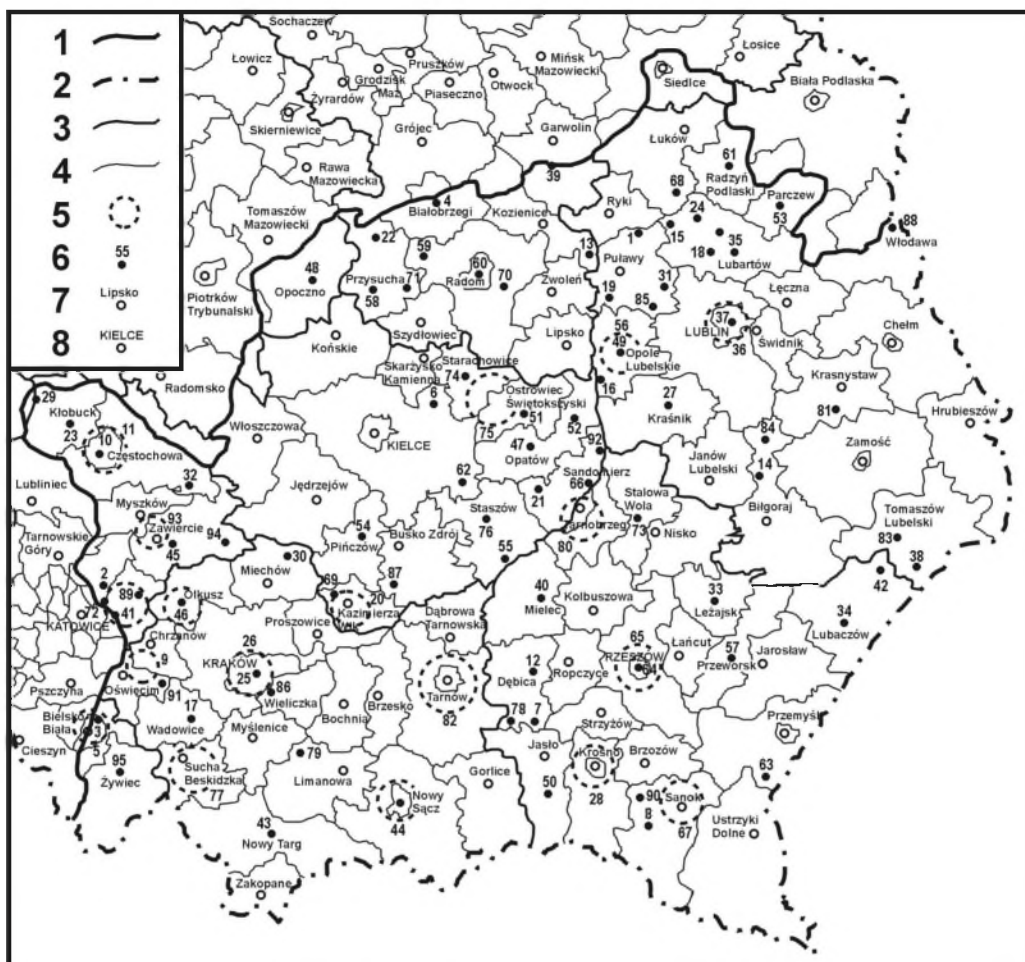 1
2
3
4
5
6 55
7 Lipsko
8 KIELCE
Sochaczew
Łowicz
Pruszków
Grodzisk
Maz.
Żyrardów
Piaseczno
Otwock
Mińsk
Mazowiecki
Siedlce
Łosice
Biała Podlaska
Skierniewice
Grójec
Garwolin
Łuków
61
Radzyń
Podlaski
Rawa
Mazowiecka
39
68
Parczew
53
Tomaszów
Mazowiecki
4
Białobrzegi
Kozienice
Ryki
24
88
Włodawa
22
59
13
1
15
35
18
Lubartów
48
Opoczno
Przysucha
58
71
60
Radom
70
Zwoleń
Puławy
19
31
85
Łęczna
Piotrków
Trybunalski
Szydłowiec
Lipsko
56
49
Opole
Lubelskie
37
LUBLIN
36
Świdnik
Chełm
Końskie
Skarżysko
Kamienna
Starachowice
74
Radomsko
6
Ostrowiec
Świętokszyski
51
75
52
16
27
Kraśnik
Krasnystaw
81
Hrubieszów
29
Kłobuck
23
10
11
Częstochowa
Włoszczowa
KIELCE
47
Opatów
92
84
Zamość
Lubliniec
32
Jędrzejów
62
Sandomierz
66
21
Janów
Lubelski
14
Biłgoraj
Myszków
93
Zawiercie
45
94
Staszów
76
Tarnobrzeg
80
Stalowa
Wola
73
Nisko
Tomaszów
Lubelski
83
38
42
Tarnowskie
Góry
54
Pińczów
Busko Zdrój
55
30
Miechów
87
2
89
72
41
KATOWICE
Olkusz
46
69
20
Kazimierza
Wlk.
Dąbrowa
Tarnowska
40
Mielec
Kolbuszowa
33
Leżajsk
34
Lubaczów
Proszowice
Chrzanów
9
26
KRAKÓW
25
86
Wieliczka
65
RZESZÓW
64
Łańcut
57
Przeworsk
Jarosław
12
Dębica
Ropczyce
Pszczyna
Oświęcim
91
17
Wadowice
Bochnia
Brzesko
Tarnów
82
78
7
Strzyżów
Przemyśl
Bielsko
Biała
3
5
Cieszyn
Myślenice
79
Jasło
Krosno
28
Brzozów
95
Żywiec
Sucha
Beskidzka
77
Limanowa
Nowy
Sącz
44
Gorlice
50
90
8
Sanok
67
63
Ustrzyki
Dolne
43
Nowy Targ
Zakopane